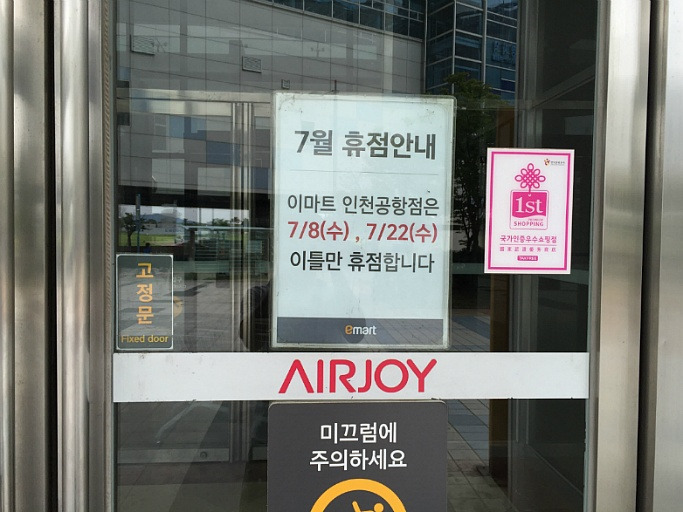 7월 휴점안내
이마트 인천공항점은
7/8(수) , 7/22(수)
이틀만 휴점합니다
emart
1st
SHOPPING
국가인증우수쇼핑점
TAX FREE
고정문
Fixed door
AIRJOY
미끄럼에
주의하세요